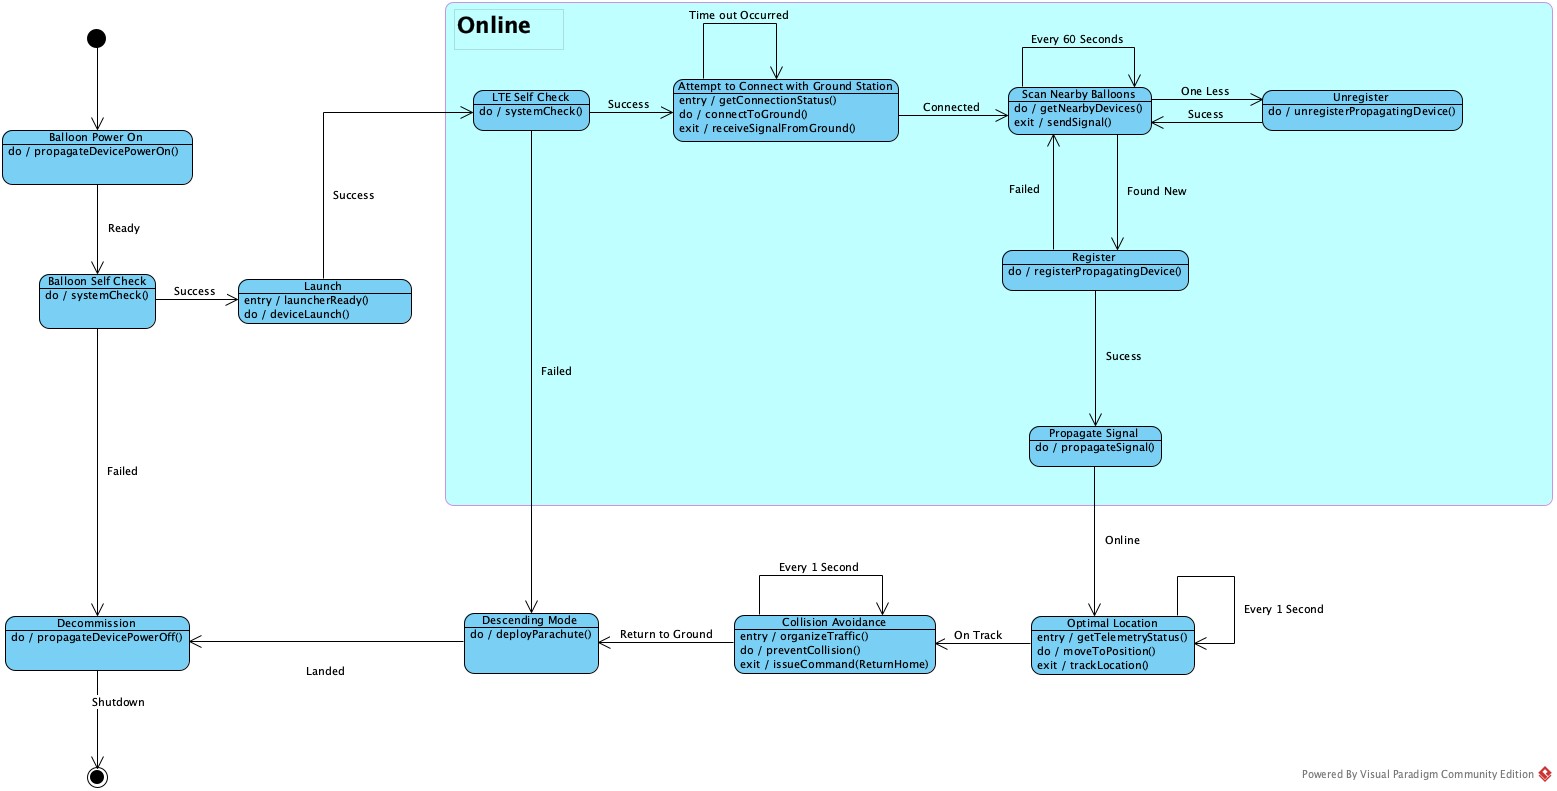 Online
Time out Occurred
Every 60 Seconds
Balloon Power On
do / propagateDevicePowerOn()
LTE Self Check
do / systemCheck()
Success
Attempt to Connect with Ground Station
entry / getConnectionStatus()
do / connectToGround()
exit / receiveSignalFromGround()
Connected
Scan Nearby Balloons
do / getNearbyDevices()
exit / sendSignal()
One Less
Sucess
Unregister
do / unregisterPropagatingDevice()
Success
Failed
Found New
Ready
Register
do / registerPropagatingDevice()
Balloon Self Check
do / systemCheck()
Success
Launch
entry / launcherReady()
do / deviceLaunch()
Failed
Sucess
Propagate Signal
do / propagateSignal()
Failed
Online
Every 1 Second
Every 1 Second
Decommission
do / propagateDevicePowerOff()
Landed
Descending Mode
do / deployParachute()
Return to Ground
Collision Avoidance
entry / organizeTraffic()
do / preventCollision()
exit / issueCommand(ReturnHome)
On Track
Optimal Location
entry / getTelemetryStatus()
do / moveToPosition()
exit / trackLocation()
Shutdown
Powered By Visual Paradigm Community Edition